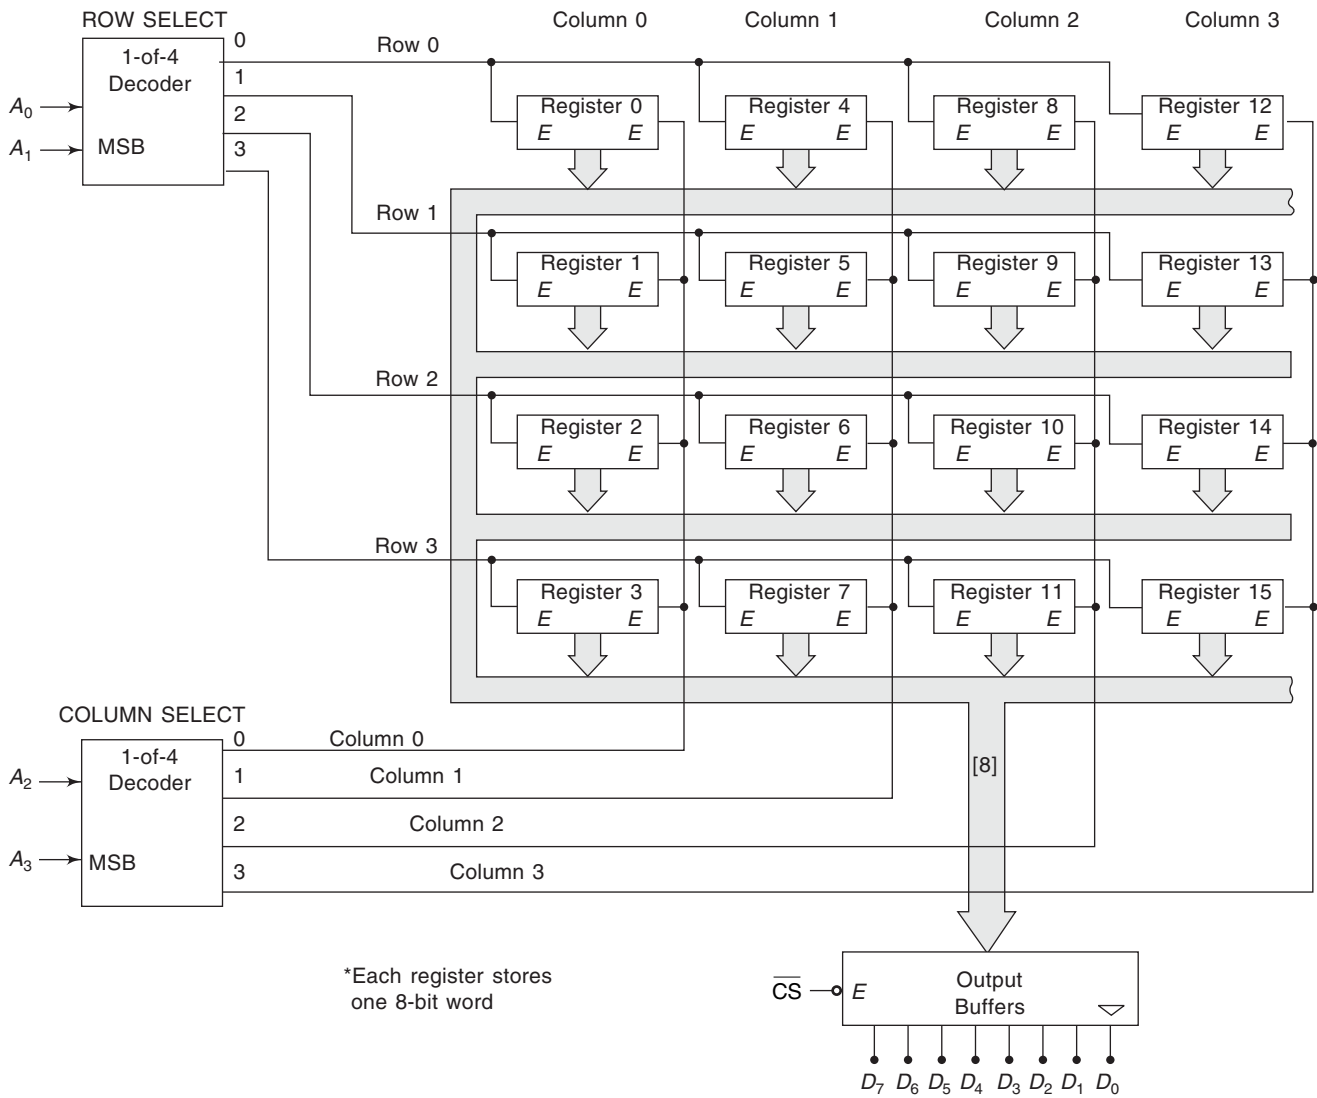 ROW SELECT
Column 0
Column 1
Column 2
Column 3
0
1-of-4
Decoder
Row 0
1
Register 0
Register 4
Register 8
Register 12
A0
2
E E
E E
E E
E E
A1
MSB
3
Row 1
Register 1
Register 5
Register 9
Register 13
E E
E E
E E
E E
Row 2
Register 2
Register 6
Register 10
Register 14
E E
E E
E E
E E
Row 3
Register 3
Register 7
Register 11
Register 15
E E
E E
E E
E E
COLUMN SELECT
0
Column 0
1-of-4
Decoder
A2
1
Column 1
[8]
2
Column 2
A3
MSB
3
Column 3
*Each register stores
one 8-bit word
C̅S̅
E
Output
Buffers
D7 D6 D5 D4 D3 D2 D1 D0